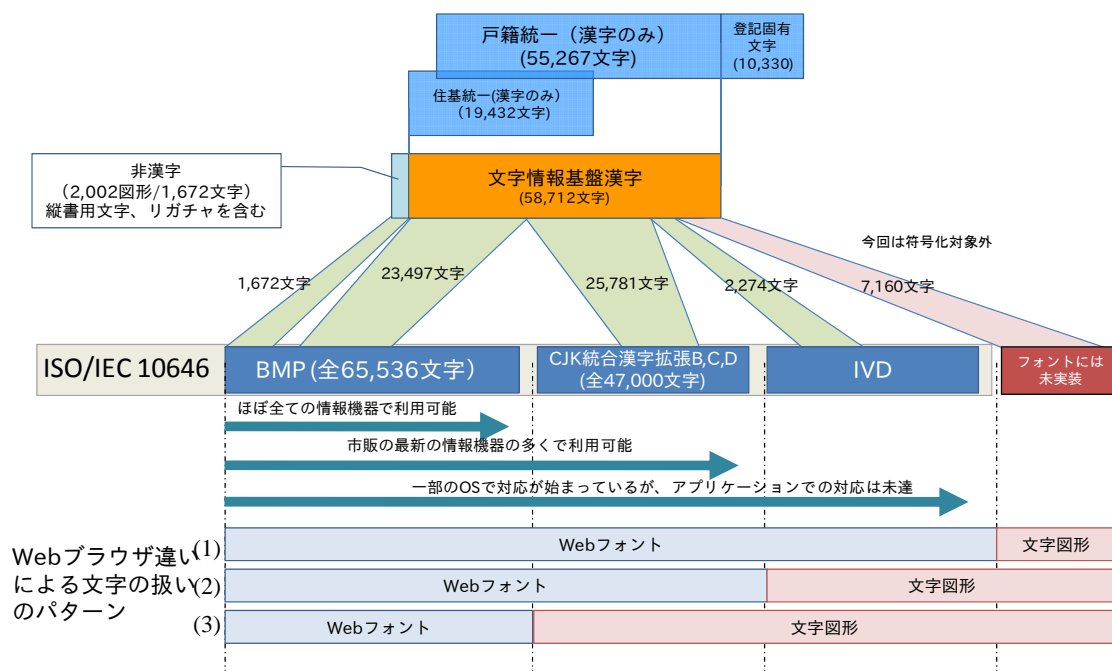 戸籍統一（漢字のみ）
(55,267文字)
登記固有
文字
(10,330)
住基統一(漢字のみ）
（19,432文字)
非漢字
（2,002図形/1,672文字）
縦書用文字、リガチャを含む
文字情報基盤漢字
(58,712文字)
今回は符号化対象外
1,672文字
23,497文字
25,781文字
2,274文字
7,160文字
ISO/IEC 10646
BMP (全65,536文字）
CJK統合漢字拡張B,C,D
(全47,000文字)
IVD
フォントには
未実装
ほぼ全ての情報機器で利用可能
市販の最新の情報機器の多くで利用可能
一部のOSで対応が始まっているが、アプリケーションでの対応は未達
Webブラウザ違い
による文字の扱い
のパターン
(1)
Webフォント
文字図形
(2)
Webフォント
文字図形
(3)
Webフォント
文字図形